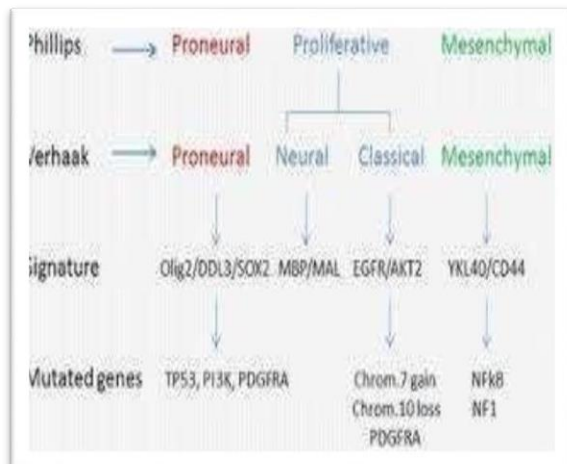 Phillips Proneural Proliferative Mesenchymal
Verhaak Proneural Neural Classical Mesenchymal
Signature Olig2/DDL3/SOX2 MBP/MAL EGFR/AKT2 YKL40/CD44
Mutated genes TP53, PI3K, PDGFRA Chrom.7 gain NFkB
Chrom.10 loss NF1
PDGFRA